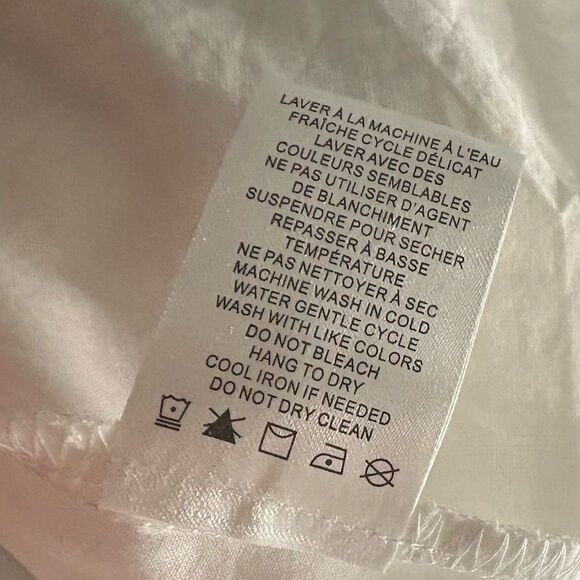 LAVER À LA MACHINE À L'EAU
FRAÎCHE CYCLE DÉLICAT
LAVER AVEC DES
COULEURS SEMBLABLES
NE PAS UTILISER D'AGENT
DE BLANCHIMENT
SUSPENDRE POUR SECHER
REPASSER À BASSE
TEMPÉRATURE
NE PAS NETTOYER À SEC
MACHINE WASH IN COLD
WATER GENTLE CYCLE
WASH WITH LIKE COLORS
DO NOT BLEACH
HANG TO DRY
COOL IRON IF NEEDED
DO NOT DRY CLEAN